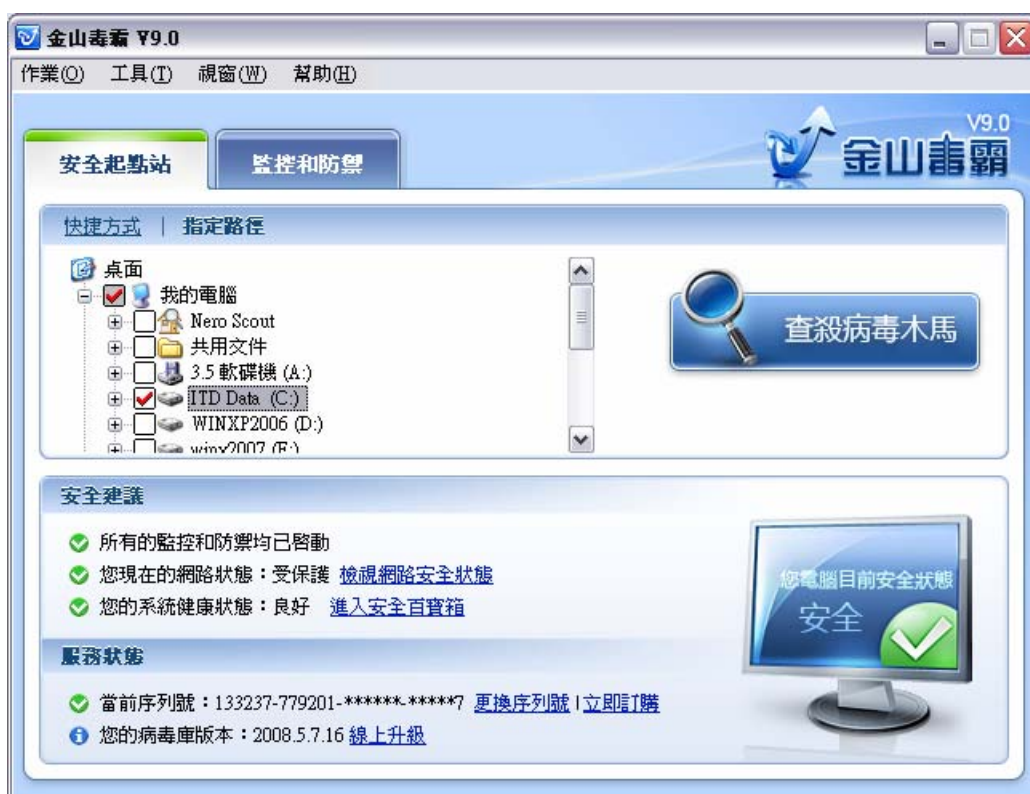 金山毒霸 V9.0
作業(O) 工具(T) 視窗(W) 幫助(H)
V9.0
金山毒霸
安全起點站 監控和防禦
快捷方式 | 指定路徑
桌面
我的電腦
Nero Scout
共用文件
3.5 軟碟機 (A:)
ITD Data (C:)
WINXP2006 (D:)
winx2007 (E:)
查殺病毒木馬
安全建議
所有的監控和防禦均已啓動
您現在的網路狀態：受保護 檢視網路安全狀態
您的系統健康狀態：良好 進入安全百寶箱
您電腦目前安全狀態
安全
服務狀態
當前序列號：133237-779201-******-*****7 更換序列號 | 立即訂購
您的病毒庫版本：2008.5.7.16 線上升級